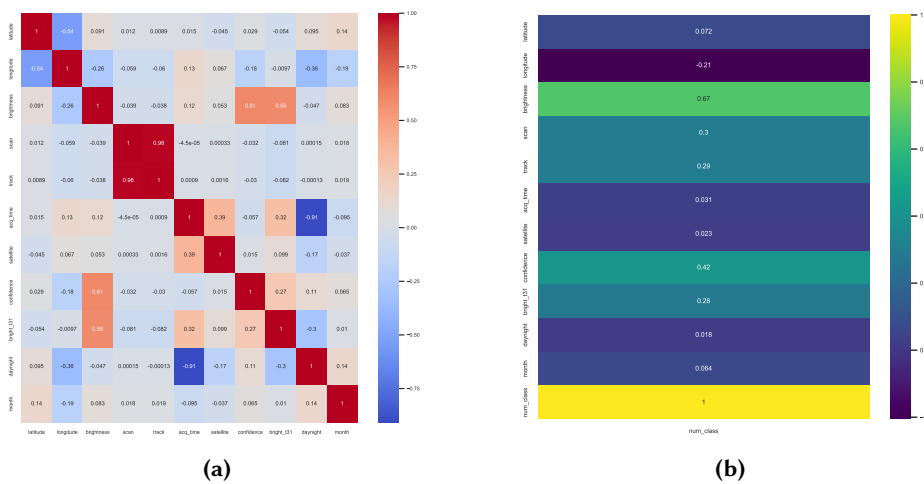 latitude 1 -0.54 0.091 0.012 0.0089 0.015 -0.045 0.029 -0.054 0.095 0.14
longitude -0.54 1 -0.26 -0.059 -0.06 0.13 0.067 -0.18 -0.0097 -0.36 -0.19
brightness 0.091 -0.26 1 -0.039 -0.038 0.12 0.053 0.61 0.59 -0.047 0.083
scan 0.012 -0.059 -0.039 1 0.98 -4.5e-05 0.00033 -0.032 -0.081 0.00015 0.018
track 0.0089 -0.06 -0.038 0.98 1 0.0009 0.0016 -0.03 -0.082 -0.00013 0.019
acq_time 0.015 0.13 0.12 -4.5e-05 0.0009 1 0.39 -0.057 0.32 -0.91 -0.095
satellite -0.045 0.067 0.053 0.00033 0.0016 0.39 1 0.015 0.099 -0.17 -0.037
confidence 0.029 -0.18 0.61 -0.032 -0.03 -0.057 0.015 1 0.27 0.11 0.065
bright_t31 -0.054 -0.0097 0.59 -0.081 -0.082 0.32 0.099 0.27 1 -0.3 0.01
daynight 0.095 -0.36 -0.047 0.00015 -0.00013 -0.91 -0.17 0.11 -0.3 1 0.14
month 0.14 -0.19 0.083 0.018 0.019 -0.095 -0.037 0.065 0.01 0.14 1
latitude longitude brightness scan track acq_time satellite confidence bright_t31 daynight month
1.00
0.75
0.50
0.25
0.00
−0.25
−0.50
−0.75
(a)
latitude 0.072
longitude -0.21
brightness 0.67
scan 0.3
track 0.29
acq_time 0.031
satellite 0.023
confidence 0.42
bright_t31 0.28
daynight 0.018
month 0.064
num_class 1
num_class
(b)